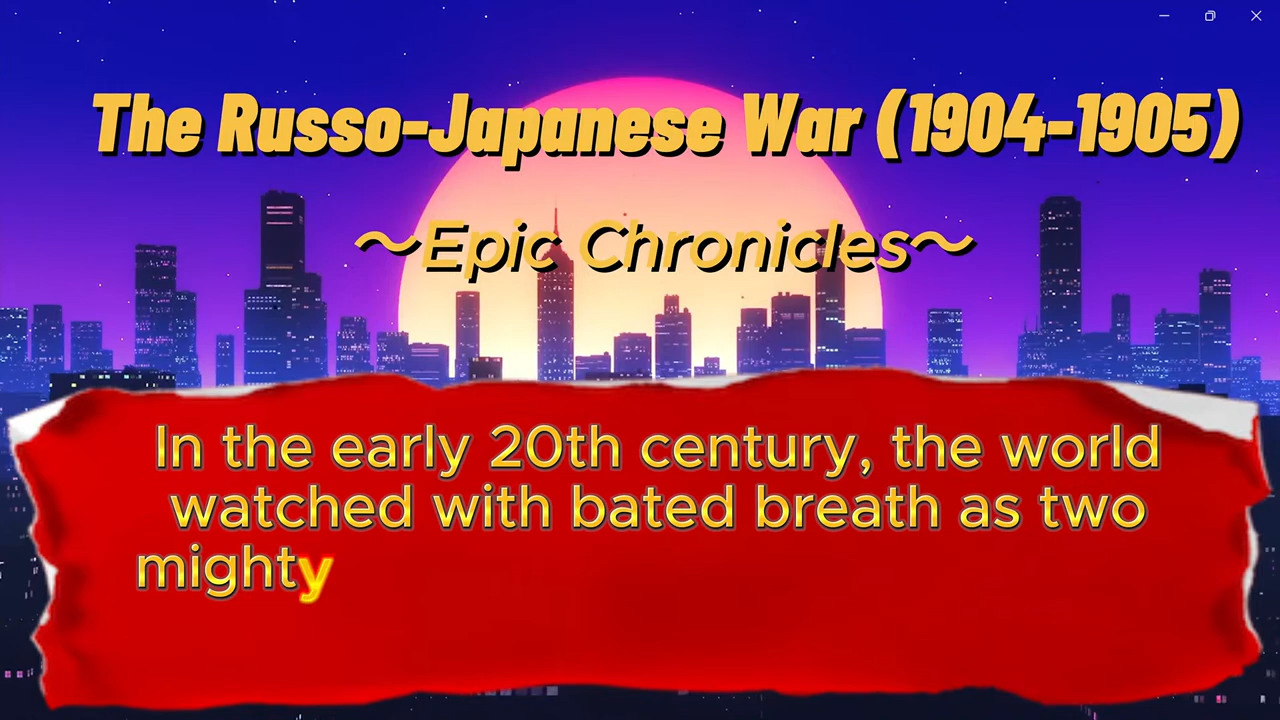 The Russo-Japanese War (1904-1905)
～Epic Chronicles～
In the early 20th century, the world
watched with bated breath as two
mighty